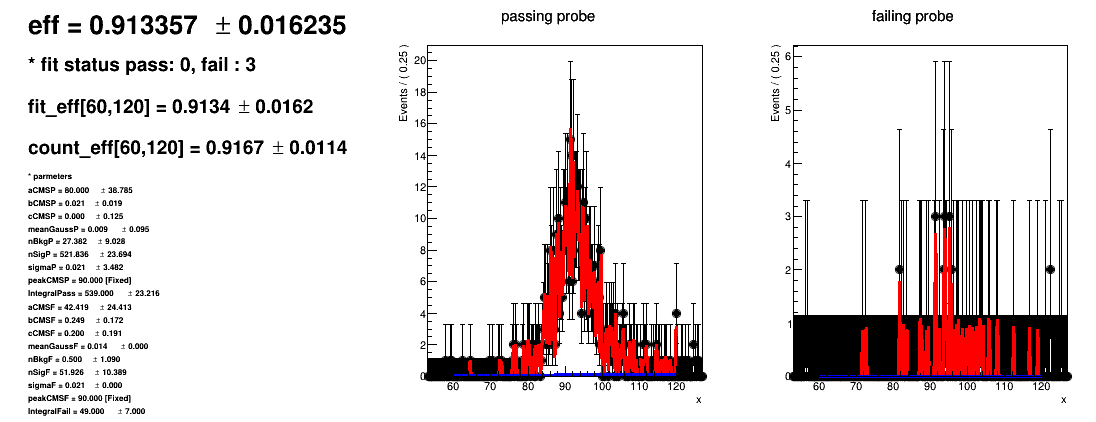 eff = 0.913357 ± 0.016235
* fit status pass: 0, fail : 3
fit_eff[60,120] = 0.9134 ± 0.0162
count_eff[60,120] = 0.9167 ± 0.0114
* parmeters
aCMSP = 80.000 ± 38.785
bCMSP = 0.021 ± 0.019
cCMSP = 0.000 ± 0.125
meanGaussP = 0.009 ± 0.095
nBkgP = 27.382 ± 9.028
nSigP = 521.836 ± 23.694
sigmaP = 0.021 ± 3.482
peakCMSP = 90.000 [Fixed]
IntegralPass = 539.000 ± 23.216
aCMSF = 42.419 ± 24.413
bCMSF = 0.249 ± 0.172
cCMSF = 0.200 ± 0.191
meanGaussF = 0.014 ± 0.000
nBkgF = 0.500 ± 1.090
nSigF = 51.926 ± 10.389
sigmaF = 0.021 ± 0.000
peakCMSF = 90.000 [Fixed]
IntegralFail = 49.000 ± 7.000
passing probe
Events / ( 0.25 )
20
18
16
14
12
10
8
6
4
2
0
60 70 80 90 100 110 120
x
failing probe
Events / ( 0.25 )
6
5
4
3
2
1
0
60 70 80 90 100 110 120
x